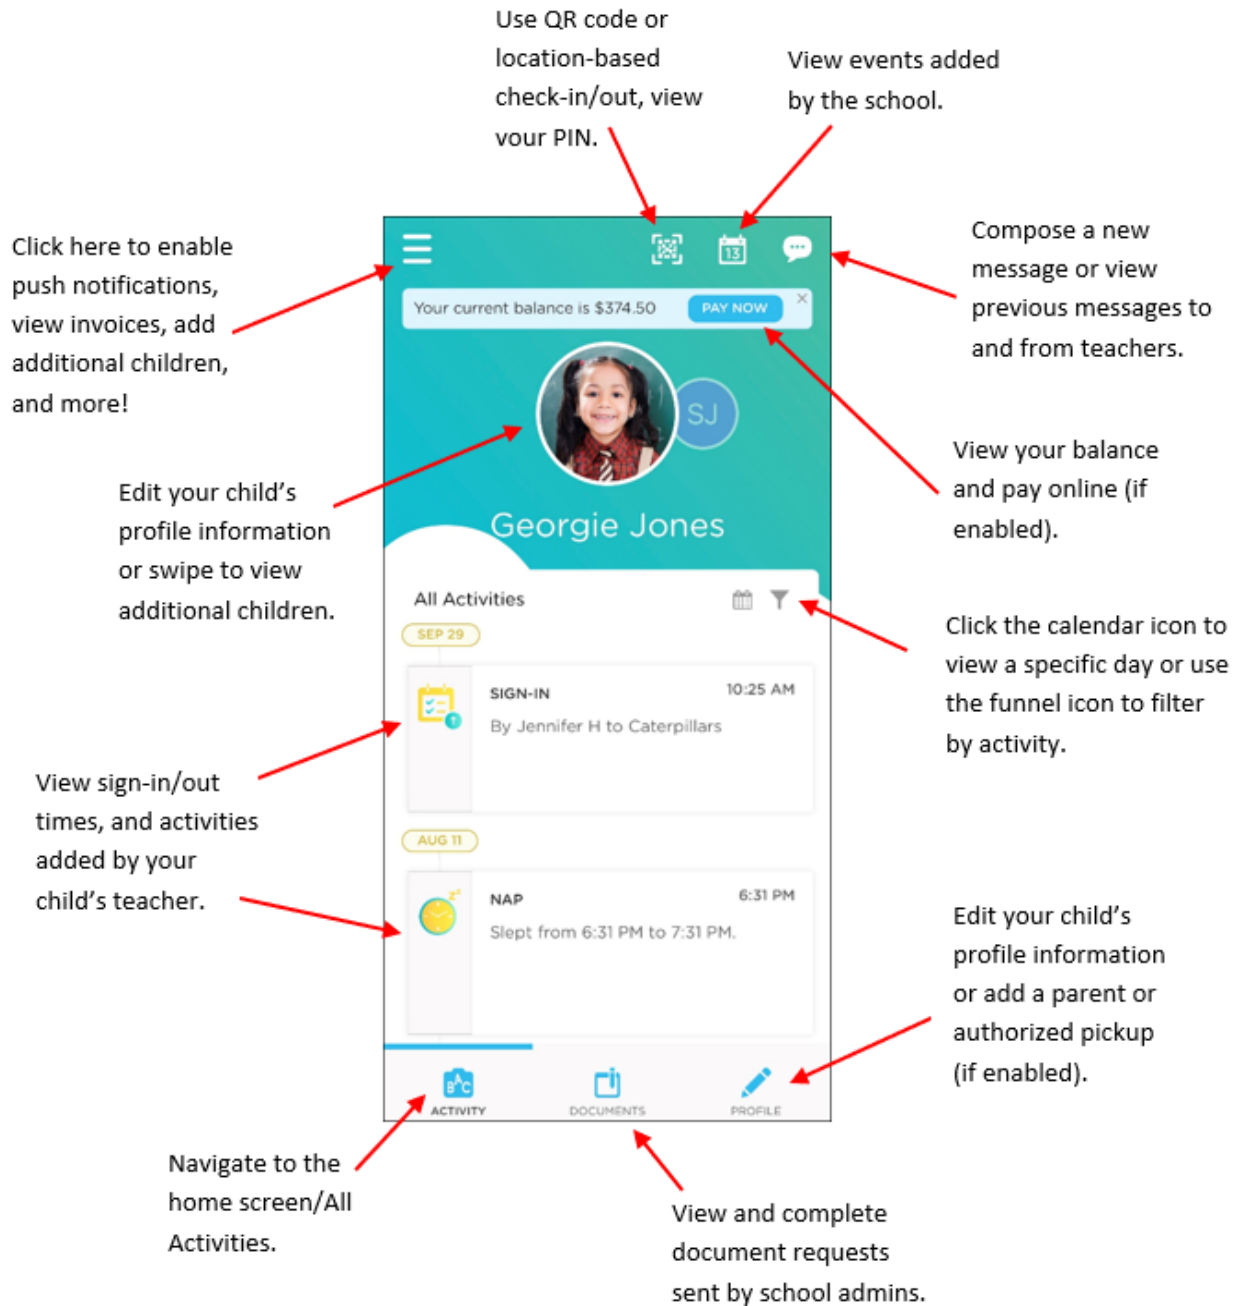 Use QR code or
location-based
check-in/out, view
your PIN.
View events added
by the school.
Click here to enable
push notifications,
view invoices, add
additional children,
and more!
Compose a new
message or view
previous messages to
and from teachers.
13
Your current balance is $374.50 PAY NOW
SJ
View your balance
and pay online (if
enabled).
Edit your child's
profile information
or swipe to view
additional children.
Georgie Jones
All Activities
Click the calendar icon to
view a specific day or use
the funnel icon to filter
by activity.
SEP 29
SIGN-IN 10:25 AM
By Jennifer H to Caterpillars
View sign-in/out
times, and activities
added by your
child's teacher.
AUG 11
zz
NAP 6:31 PM
Slept from 6:31 PM to 7:31 PM.
Edit your child's
profile information
or add a parent or
authorized pickup
(if enabled).
BAC
ACTIVITY DOCUMENTS PROFILE
Navigate to the
home screen/All
Activities.
View and complete
document requests
sent by school admins.